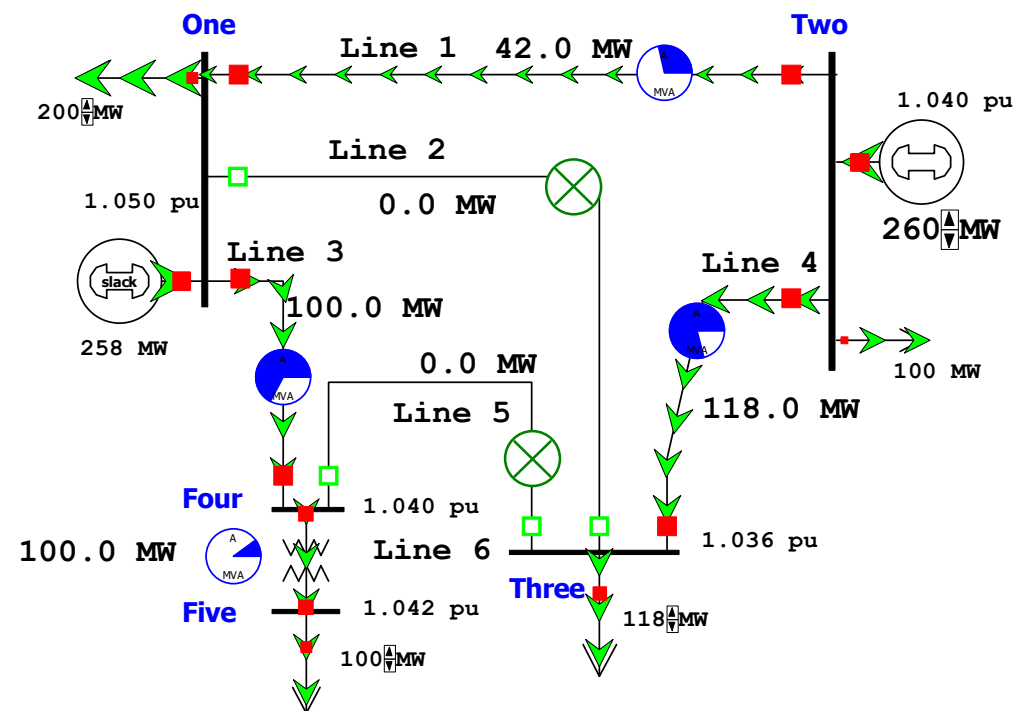 One
Two
Line 1
42.0 MW
A
MVA
200 MW
1.040 pu
Line 2
0.0 MW
1.050 pu
260 MW
Line 3
Line 4
slack
100.0 MW
A
MVA
258 MW
A
MVA
0.0 MW
100 MW
Line 5
118.0 MW
Four
1.040 pu
100.0 MW
A
MVA
Line 6
1.036 pu
Three
Five
1.042 pu
118 MW
100 MW